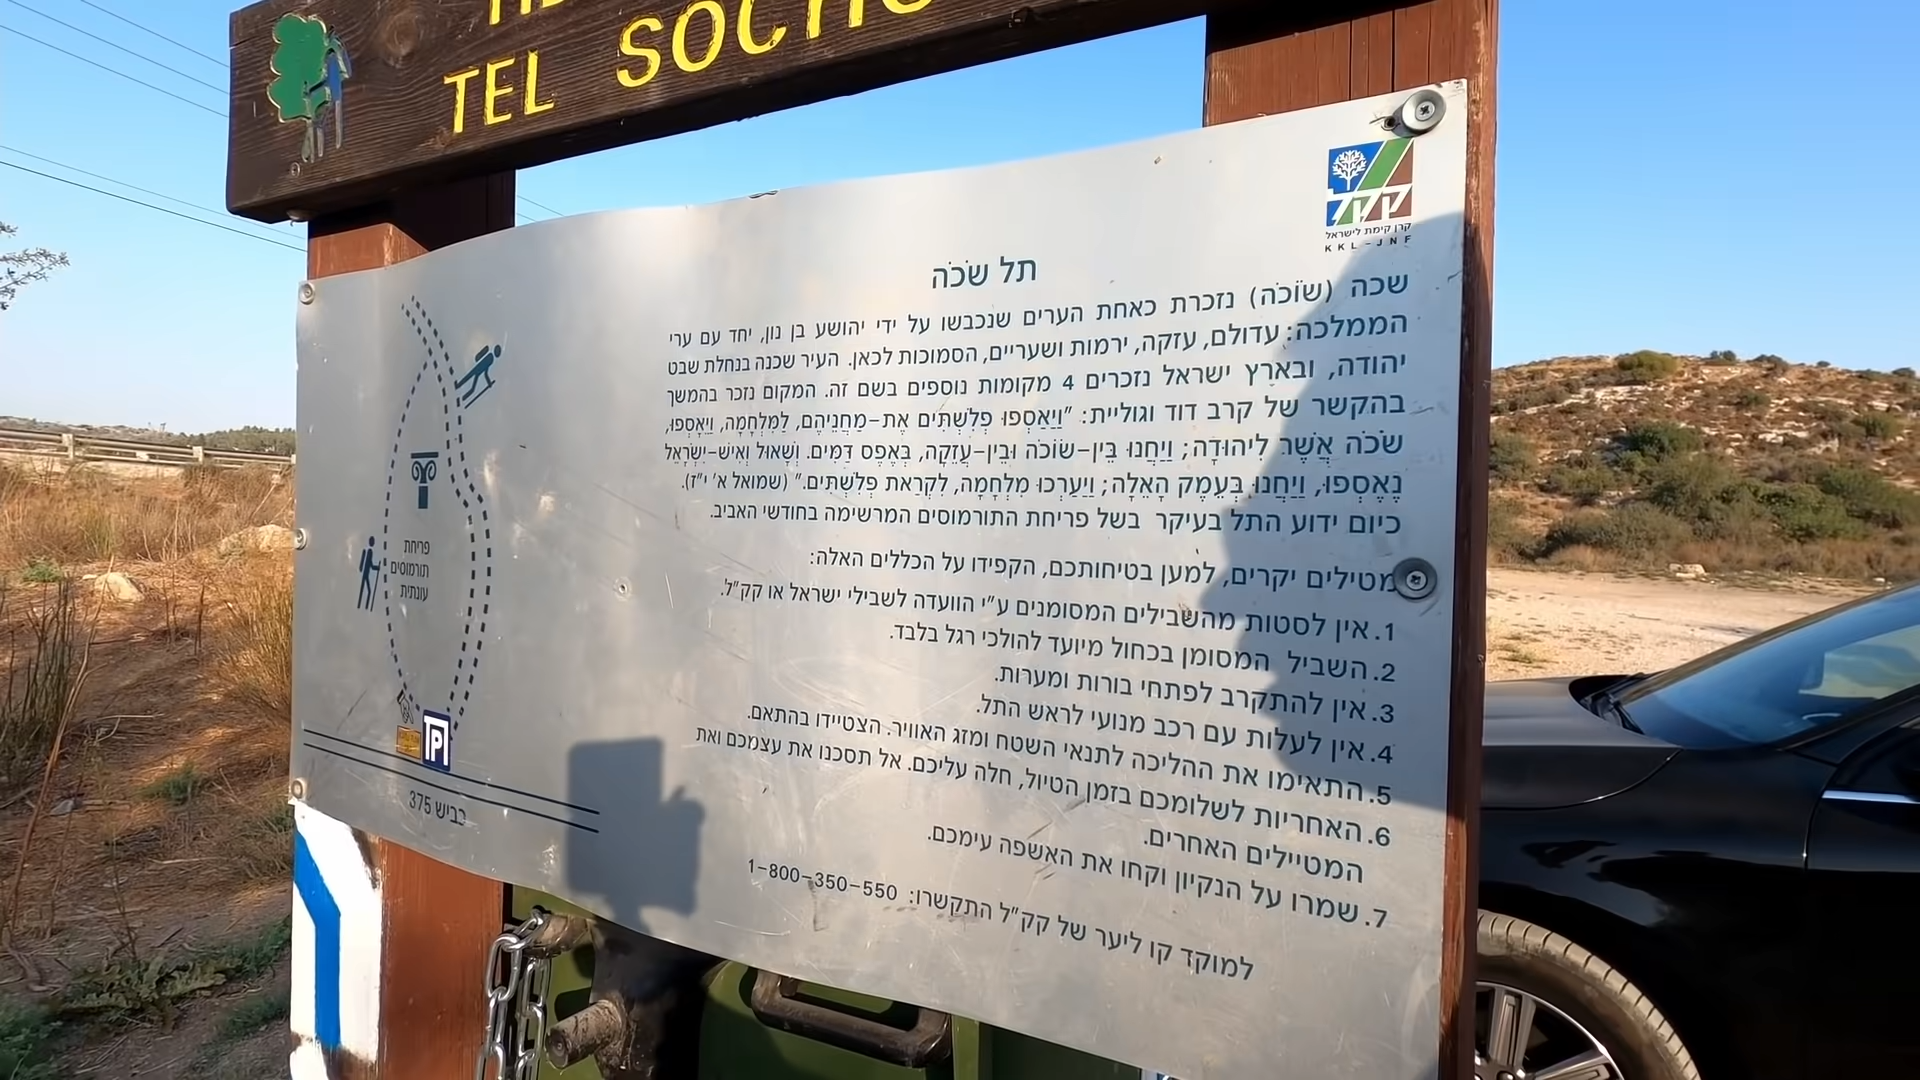 TEL SOCHO
קרן קימת לישראל
KKL-JNF
תל שֹׂכֹה
שכה (שׂוֹכֹה) נזכרת כאחת הערים שנכבשו על ידי יהושע בן נון, יחד עם ערי
הממלכה: עדולם, עזקה, ירמות ושעריים, הסמוכות לכאן. העיר שכנה בנחלת שבט
יהודה, ובארץ ישראל נזכרים 4 מקומות נוספים בשם זה. המקום נזכר בהמשך
בהקשר של קרב דוד וגוליית: "וַיַּאַסְפוּ פְלִשְׁתִּים אֶת-מַחֲנֵיהֶם, לַמִּלְחָמָה, וַיֵּאָסְפוּ,
שֹׂכֹה אֲשֶׁר לִיהוּדָה; וַיַּחֲנוּ בֵּין-שׂוֹכֹה וּבֵין-עֲזֵקָה, בְּאֶפֶס דַּמִּים. וְשָׁאוּל וְאִישׁ-יִשְׂרָאֵל
נֶאֶסְפוּ, וַיַּחֲנוּ בְּעֵמֶק הָאֵלָה; וַיַּעַרְכוּ מִלְחָמָה, לִקְרַאת פְּלִשְׁתִּים." (שמואל א' י"ז).
כיום ידוע התל בעיקר בשל פריחת התורמוסים המרשימה בחודשי האביב.
מטילים יקרים, למען בטיחותכם, הקפידו על הכללים האלה:
1. אין לסטות מהשבילים המסומנים ע"י הוועדה לשבילי ישראל או קק"ל.
2. השביל המסומן בכחול מיועד להולכי רגל בלבד.
3. אין להתקרב לפתחי בורות ומערות.
4. אין לעלות עם רכב מנועי לראש התל.
5. התאימו את ההליכה לתנאי השטח ומזג האוויר. הצטיידו בהתאם.
6. האחריות לשלומכם בזמן הטיול, חלה עליכם. אל תסכנו את עצמכם ואת
המטיילים האחרים.
7. שמרו על הנקיון וקחו את האשפה עימכם.
למוקד קו ליער של קק"ל התקשרו: 1-800-350-550
פריחת
תורמוסים
עונתית
P
כביש 375